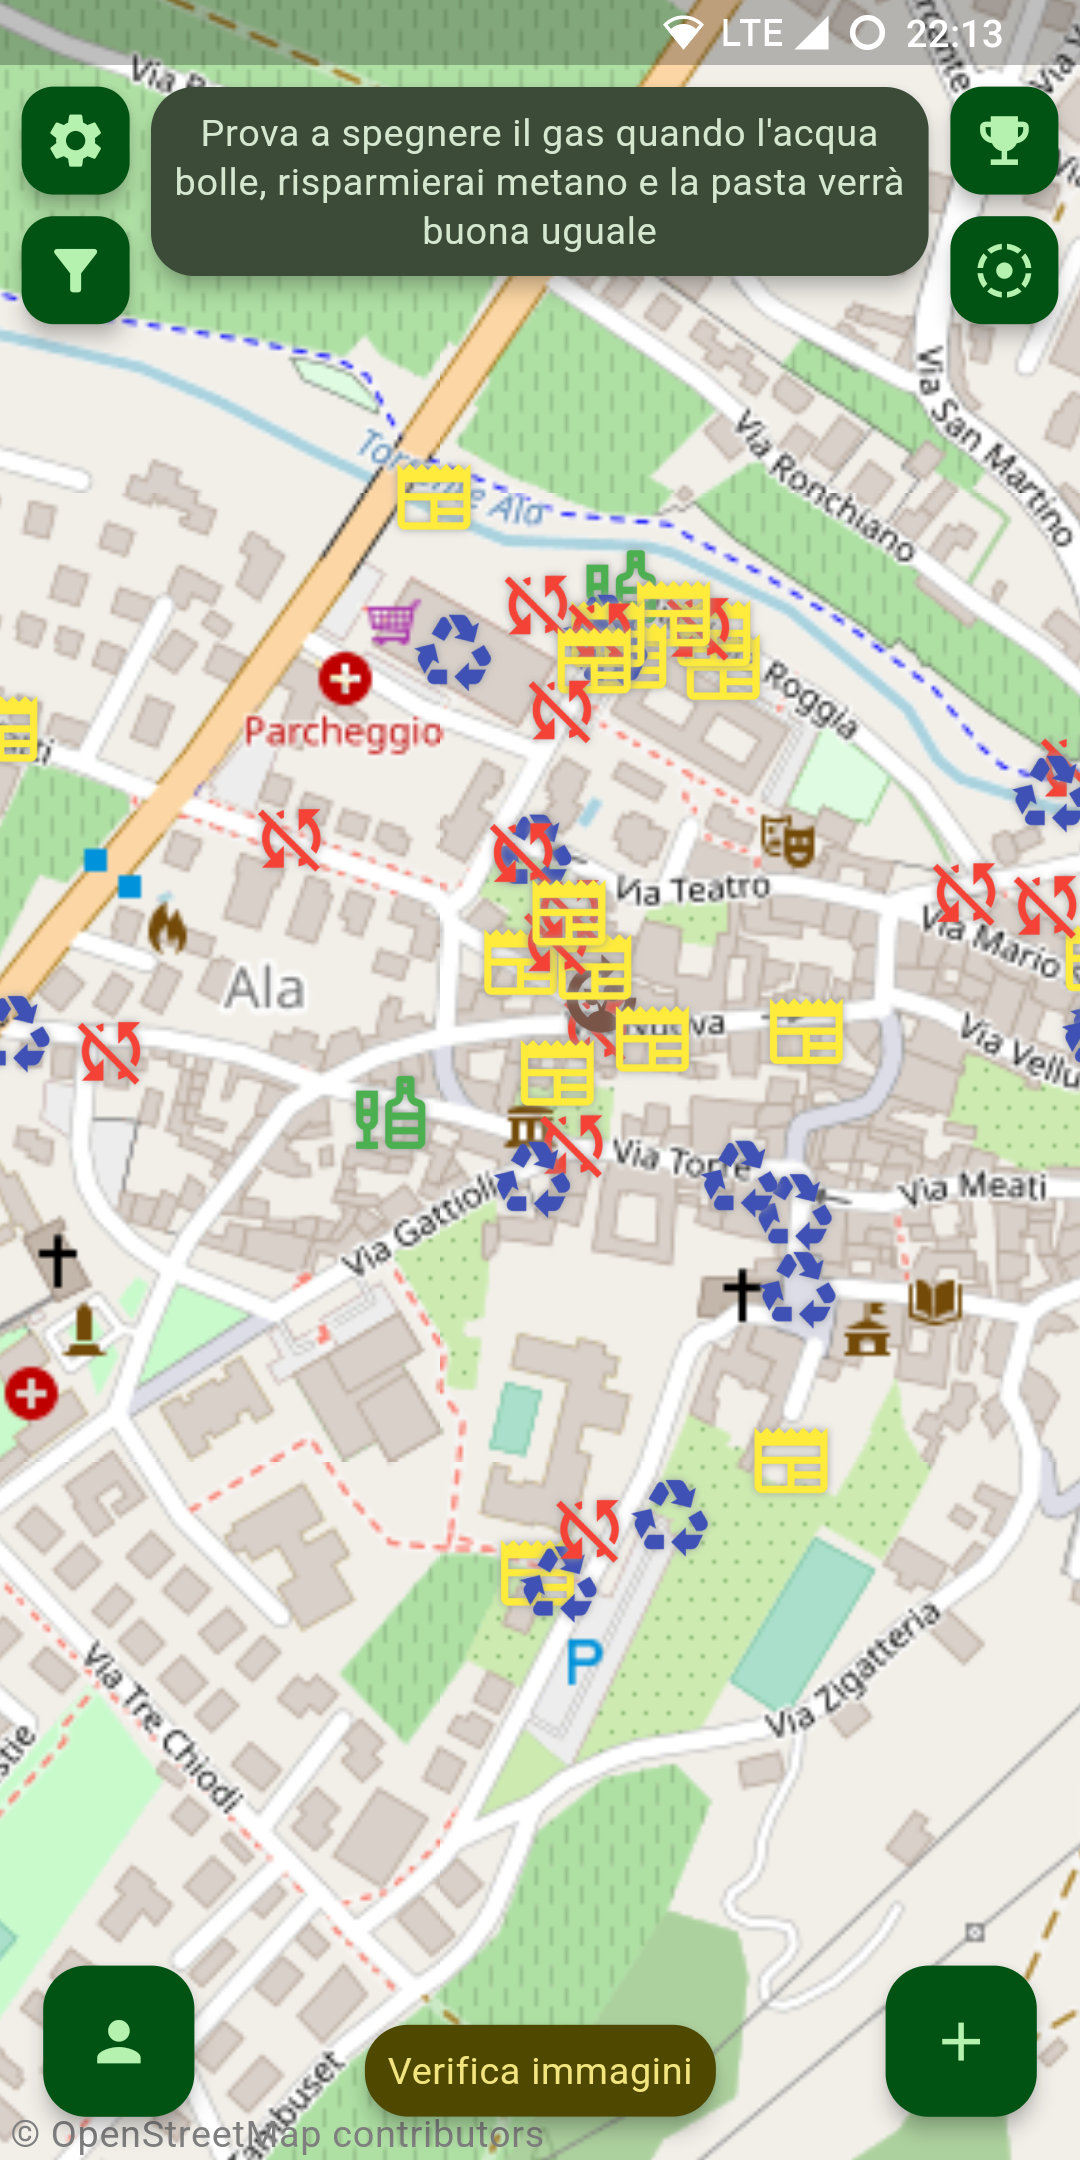 LTE 22:13
Prova a spegnere il gas quando l'acqua
bolle, risparmierai metano e la pasta verrà
buona uguale
Via San Martino
Via Ronchiano
Ala
Roggia
Parcheggio
Via Teatro
Via Mario
Ala
Via Vellu
Via Torre
Via Meati
Via Gattioli
P
Via Zigatteria
Via Tre Chiodi
Verifica immagini
© OpenStreetMap contributors